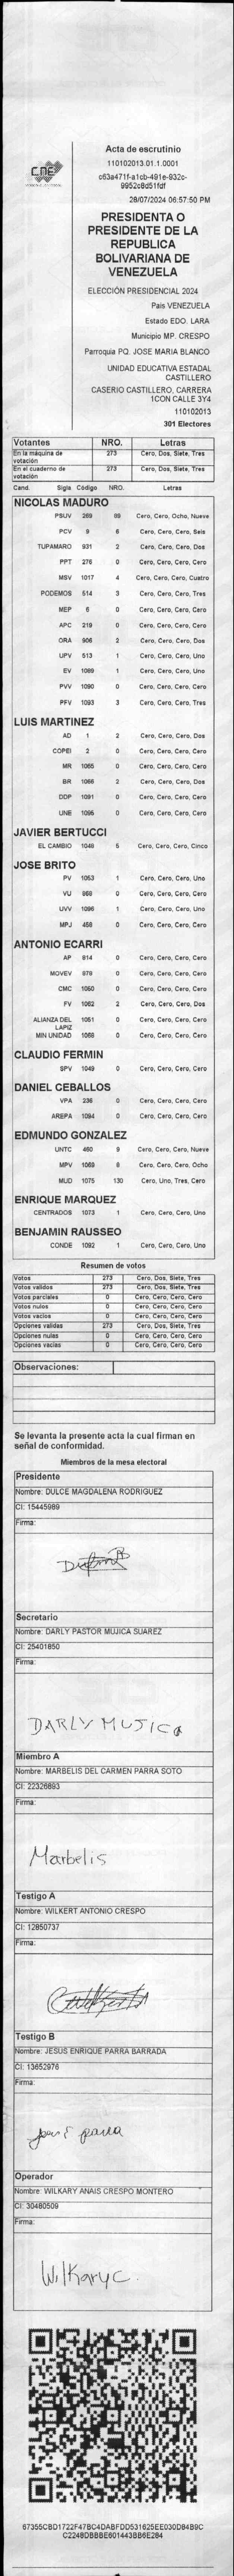 CNE
Acta de escrutinio
110102013.01.1.0001
c63a471f-a1cb-491e-932c-
9952c8d51fdf
28/07/2024 06:57:50 PM
PRESIDENTA O
PRESIDENTE DE LA
REPUBLICA
BOLIVARIANA DE
VENEZUELA
ELECCIÓN PRESIDENCIAL 2024
País VENEZUELA
Estado EDO. LARA
Municipio MP. CRESPO
Parroquia PQ. JOSE MARIA BLANCO
UNIDAD EDUCATIVA ESTADAL
CASTILLERO
CASERIO CASTILLERO, CARRERA
1CON CALLE 3Y4
110102013
301 Electores
Votantes NRO. Letras
En la máquina de votación 273 Cero, Dos, Siete, Tres
En el cuaderno de votación 273 Cero, Dos, Siete, Tres
Cand. Sigla Código NRO. Letras
NICOLAS MADURO
PSUV 269 89 Cero, Cero, Ocho, Nueve
PCV 9 6 Cero, Cero, Cero, Seis
TUPAMARO 931 2 Cero, Cero, Cero, Dos
PPT 276 0 Cero, Cero, Cero, Cero
MSV 1017 4 Cero, Cero, Cero, Cuatro
PODEMOS 514 3 Cero, Cero, Cero, Tres
MEP 6 0 Cero, Cero, Cero, Cero
APC 219 0 Cero, Cero, Cero, Cero
ORA 906 2 Cero, Cero, Cero, Dos
UPV 513 1 Cero, Cero, Cero, Uno
EV 1089 1 Cero, Cero, Cero, Uno
PVV 1090 0 Cero, Cero, Cero, Cero
PFV 1093 3 Cero, Cero, Cero, Tres
LUIS MARTINEZ
AD 1 2 Cero, Cero, Cero, Dos
COPEI 2 0 Cero, Cero, Cero, Cero
MR 1065 0 Cero, Cero, Cero, Cero
BR 1066 2 Cero, Cero, Cero, Dos
DDP 1091 0 Cero, Cero, Cero, Cero
UNE 1095 0 Cero, Cero, Cero, Cero
JAVIER BERTUCCI
EL CAMBIO 1048 5 Cero, Cero, Cero, Cinco
JOSE BRITO
PV 1053 1 Cero, Cero, Cero, Uno
VU 969 0 Cero, Cero, Cero, Cero
UVV 1096 1 Cero, Cero, Cero, Uno
MPJ 458 0 Cero, Cero, Cero, Cero
ANTONIO ECARRI
AP 814 0 Cero, Cero, Cero, Cero
MOVEV 979 0 Cero, Cero, Cero, Cero
CMC 1050 0 Cero, Cero, Cero, Cero
FV 1062 2 Cero, Cero, Cero, Dos
ALIANZA DEL LAPIZ 1051 0 Cero, Cero, Cero, Cero
MIN UNIDAD 1058 0 Cero, Cero, Cero, Cero
CLAUDIO FERMIN
SPV 1049 0 Cero, Cero, Cero, Cero
DANIEL CEBALLOS
VPA 236 0 Cero, Cero, Cero, Cero
AREPA 1094 0 Cero, Cero, Cero, Cero
EDMUNDO GONZALEZ
UNTC 460 9 Cero, Cero, Cero, Nueve
MPV 1069 8 Cero, Cero, Cero, Ocho
MUD 1075 130 Cero, Uno, Tres, Cero
ENRIQUE MARQUEZ
CENTRADOS 1073 1 Cero, Cero, Cero, Uno
BENJAMIN RAUSSEO
CONDE 1092 1 Cero, Cero, Cero, Uno
Resumen de votos
Votos 273 Cero, Dos, Siete, Tres
Votos validos 273 Cero, Dos, Siete, Tres
Votos parciales 0 Cero, Cero, Cero, Cero
Votos nulos 0 Cero, Cero, Cero, Cero
Votos vacios 0 Cero, Cero, Cero, Cero
Opciones validas 273 Cero, Dos, Siete, Tres
Opciones nulas 0 Cero, Cero, Cero, Cero
Opciones vacias 0 Cero, Cero, Cero, Cero
Observaciones:
Se levanta la presente acta la cual firman en
señal de conformidad.
Miembros de la mesa electoral
Presidente
Nombre: DULCE MAGDALENA RODRIGUEZ
CI: 15445989
Firma:
Secretario
Nombre: DARLY PASTOR MUJICA SUAREZ
CI: 25401850
Firma:
DARLY MUJICA
Miembro A
Nombre: MARBELIS DEL CARMEN PARRA SOTO
CI: 22326893
Firma:
Marbelis
Testigo A
Nombre: WILKERT ANTONIO CRESPO
CI: 12850737
Firma:
Testigo B
Nombre: JESUS ENRIQUE PARRA BARRADA
CI: 13652976
Firma:
parra
Operador
Nombre: WILKARY ANAIS CRESPO MONTERO
CI: 30480509
Firma:
Wilkary C.
67355CBD1722F47BC4DABFDD531625EE030D84B9C
C2248DBBBE601443BB6E284